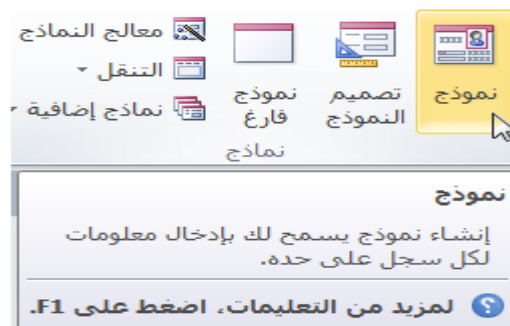 نموذج
تصميم
النموذج
نموذج
فارغ
معالج النماذج
التنقل
نماذج إضافية
نماذج
نموذج
إنشاء نموذج يسمح لك بإدخال معلومات
لكل سجل على حده.
لمزيد من التعليمات، اضغط على F1.